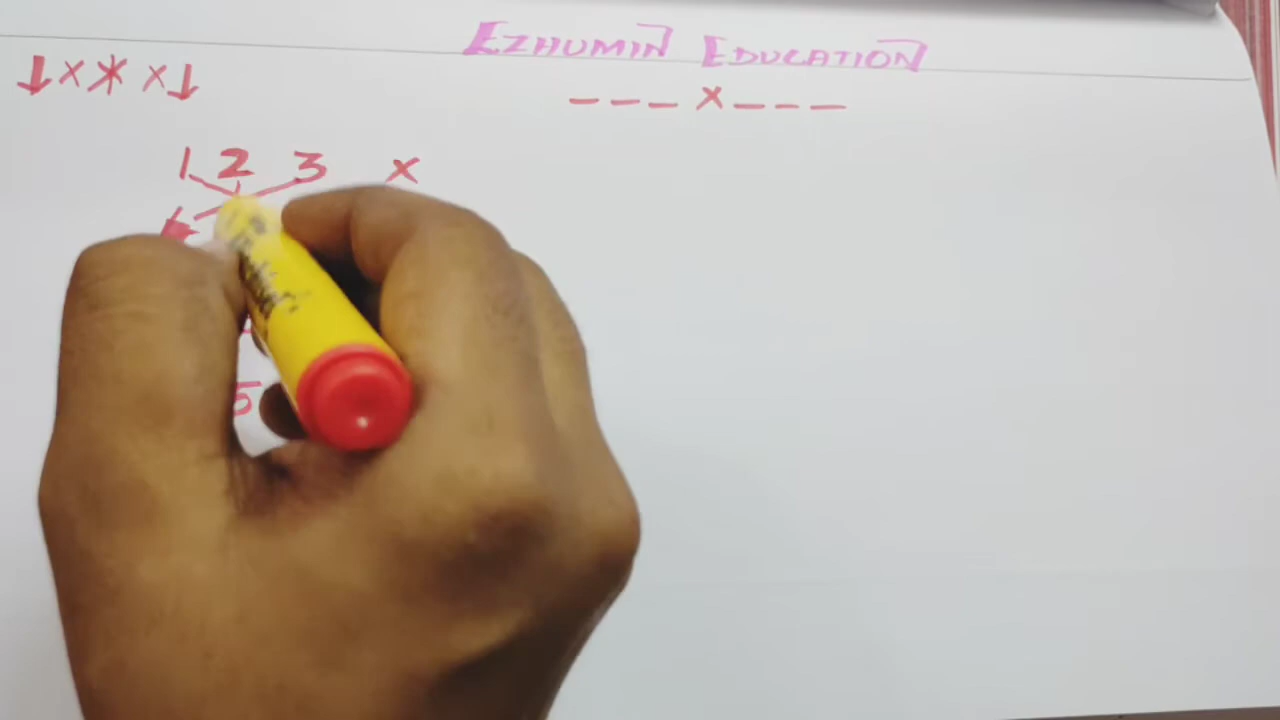 EZHUMIN EDUCATION
↓ x * x ↓
_ _ _ x _ _ _
1 2 3 x
5